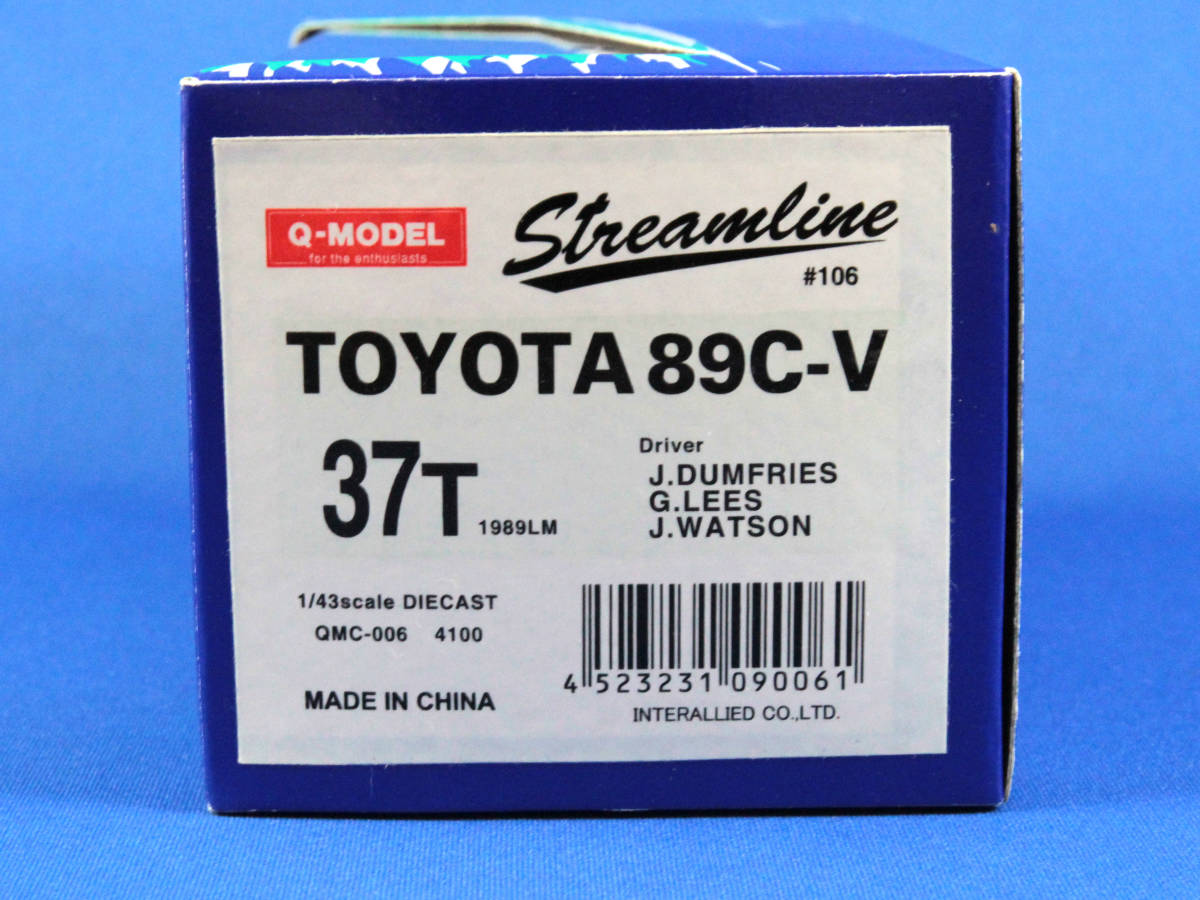 Q-MODEL
for the enthusiasts
Streamline
#106
TOYOTA 89C-V
37T 1989LM
Driver
J.DUMFRIES
G.LEES
J.WATSON
1/43scale DIECAST
QMC-006 4100
MADE IN CHINA
4 523231 090061
INTERALLIED CO.,LTD.